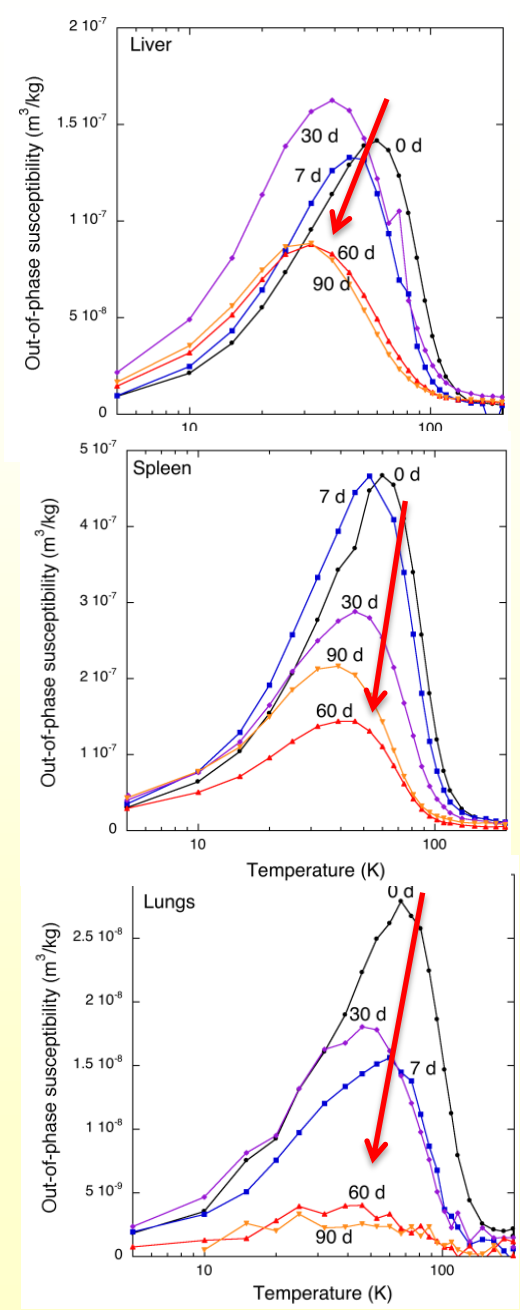 2 10⁻⁷
Liver
1.5 10⁻⁷
30 d
0 d
7 d
1 10⁻⁷
60 d
90 d
5 10⁻⁸
0
10
100
Out-of-phase susceptibility (m³/kg)
5 10⁻⁷
Spleen
0 d
7 d
4 10⁻⁷
3 10⁻⁷
30 d
90 d
2 10⁻⁷
60 d
1 10⁻⁷
0
10
100
Temperature (K)
Out-of-phase susceptibility (m³/kg)
0 d
Lungs
2.5 10⁻⁸
2 10⁻⁸
30 d
1.5 10⁻⁸
7 d
1 10⁻⁸
5 10⁻⁹
60 d
90 d
0
10
100
Temperature (K)
Out-of-phase susceptibility (m³/kg)